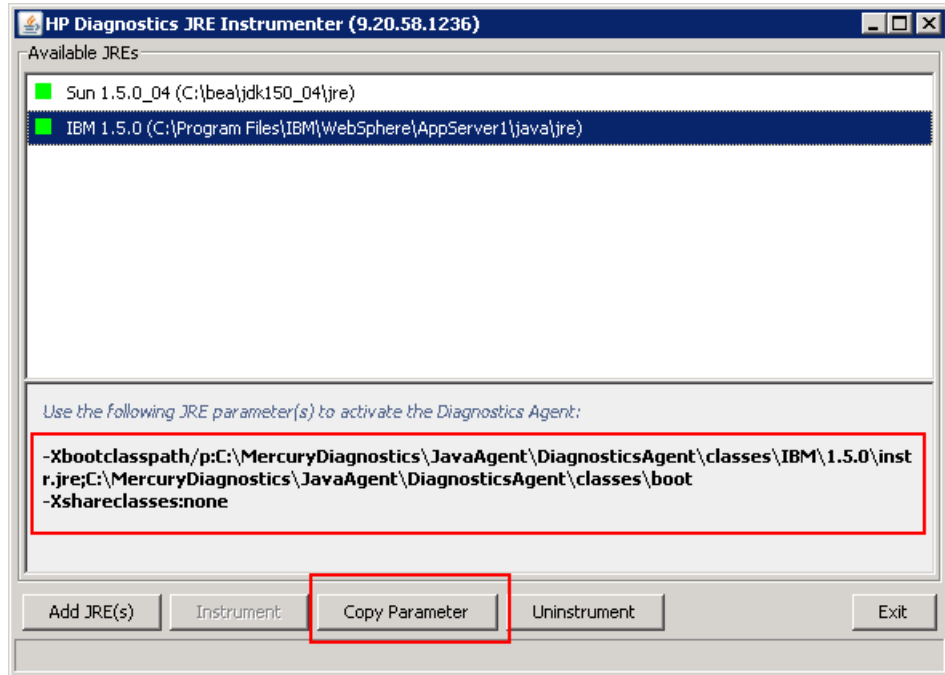 HP Diagnostics JRE Instrumenter (9.20.58.1236)
Available JREs
Sun 1.5.0_04 (C:\bea\jdk150_04\jre)
IBM 1.5.0 (C:\Program Files\IBM\WebSphere\AppServer1\java\jre)
Use the following JRE parameter(s) to activate the Diagnostics Agent:
-Xbootclasspath/p:C:\MercuryDiagnostics\JavaAgent\DiagnosticsAgent\classes\IBM\1.5.0\inst
r.jre;C:\MercuryDiagnostics\JavaAgent\DiagnosticsAgent\classes\boot
-Xshareclasses:none
Add JRE(s) Instrument Copy Parameter Uninstrument Exit